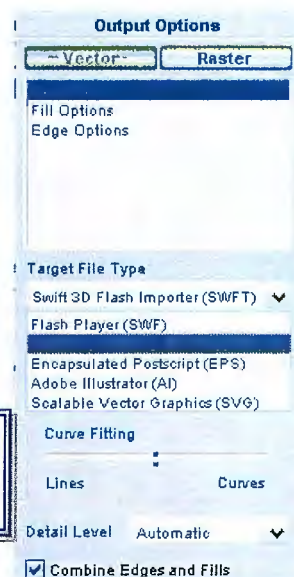 Output Options
Vector Raster
Fill Options
Edge Options
Target File Type
Swift 3D Flash Importer (SWFT)
Flash Player (SWF)
Encapsulated Postscript (EPS)
Adobe Illustrator (AI)
Scalable Vector Graphics (SVG)
Curve Fitting
Lines Curves
Detail Level Automatic
Combine Edges and Fills